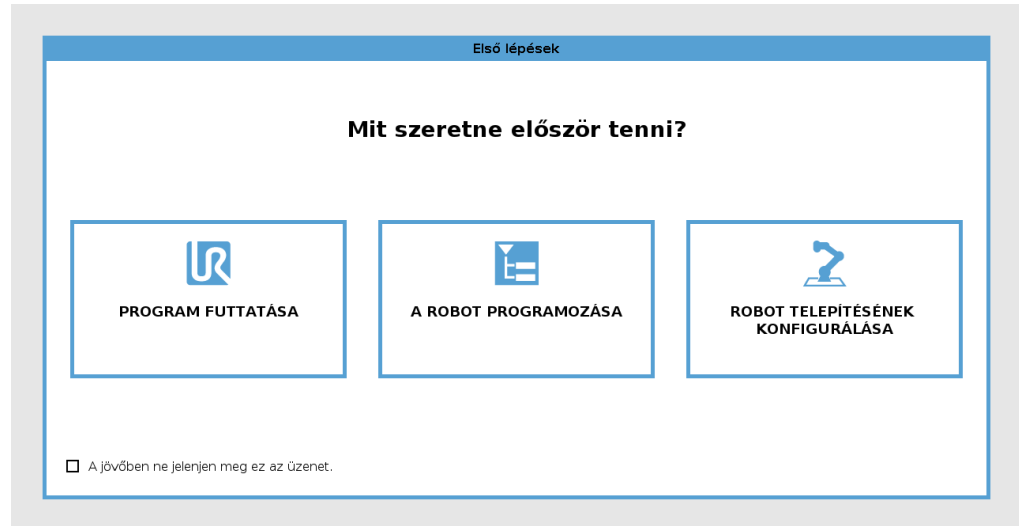 Első lépések
Mit szeretne először tenni?
PROGRAM FUTTATÁSA
A ROBOT PROGRAMOZÁSA
ROBOT TELEPÍTÉSÉNEK
KONFIGURÁLÁSA
A jövőben ne jelenjen meg ez az üzenet.